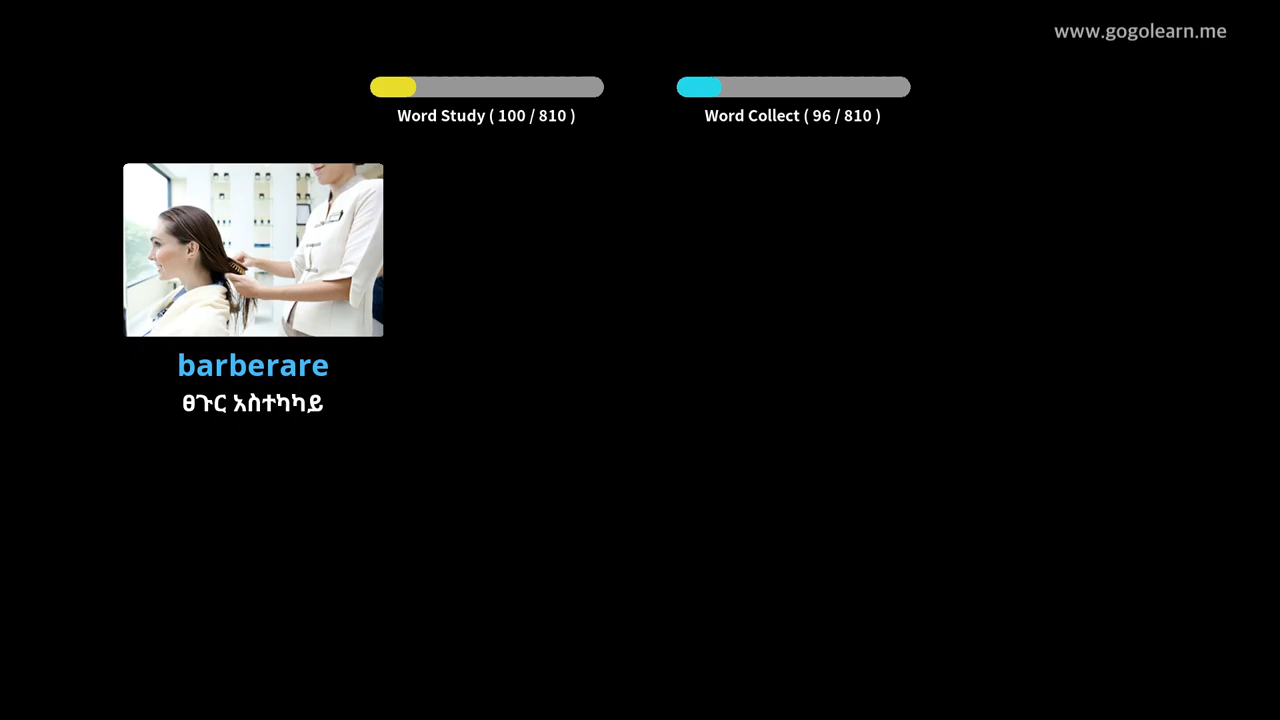 www.gogolearn.me
Word Study ( 100 / 810 )
Word Collect ( 96 / 810 )
barberare
ፀጉር አስተካካይ